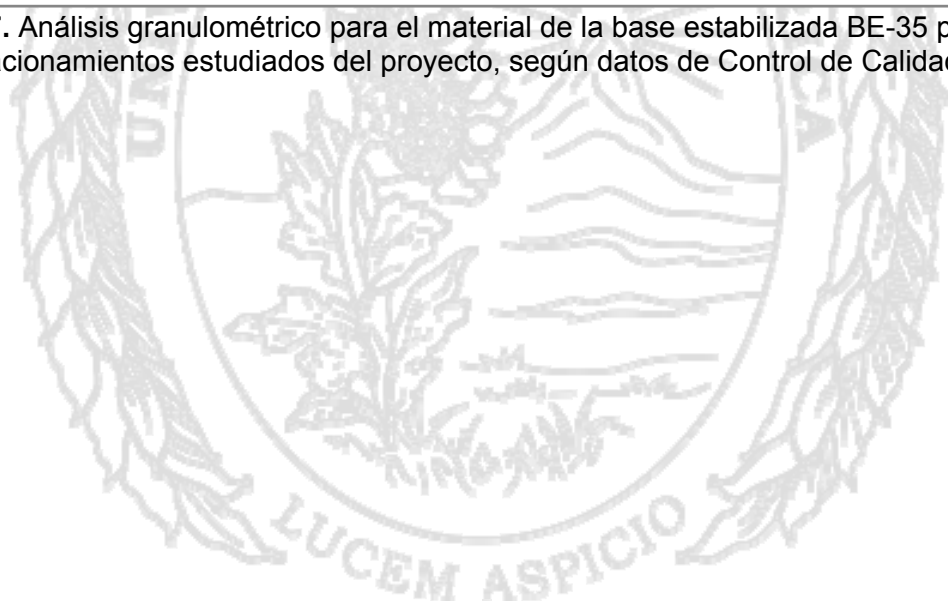 . Análisis granulométrico para el material de la base estabilizada BE-35 p
cionamientos estudiados del proyecto, según datos de Control de Calida
LUCEM ASPICIO